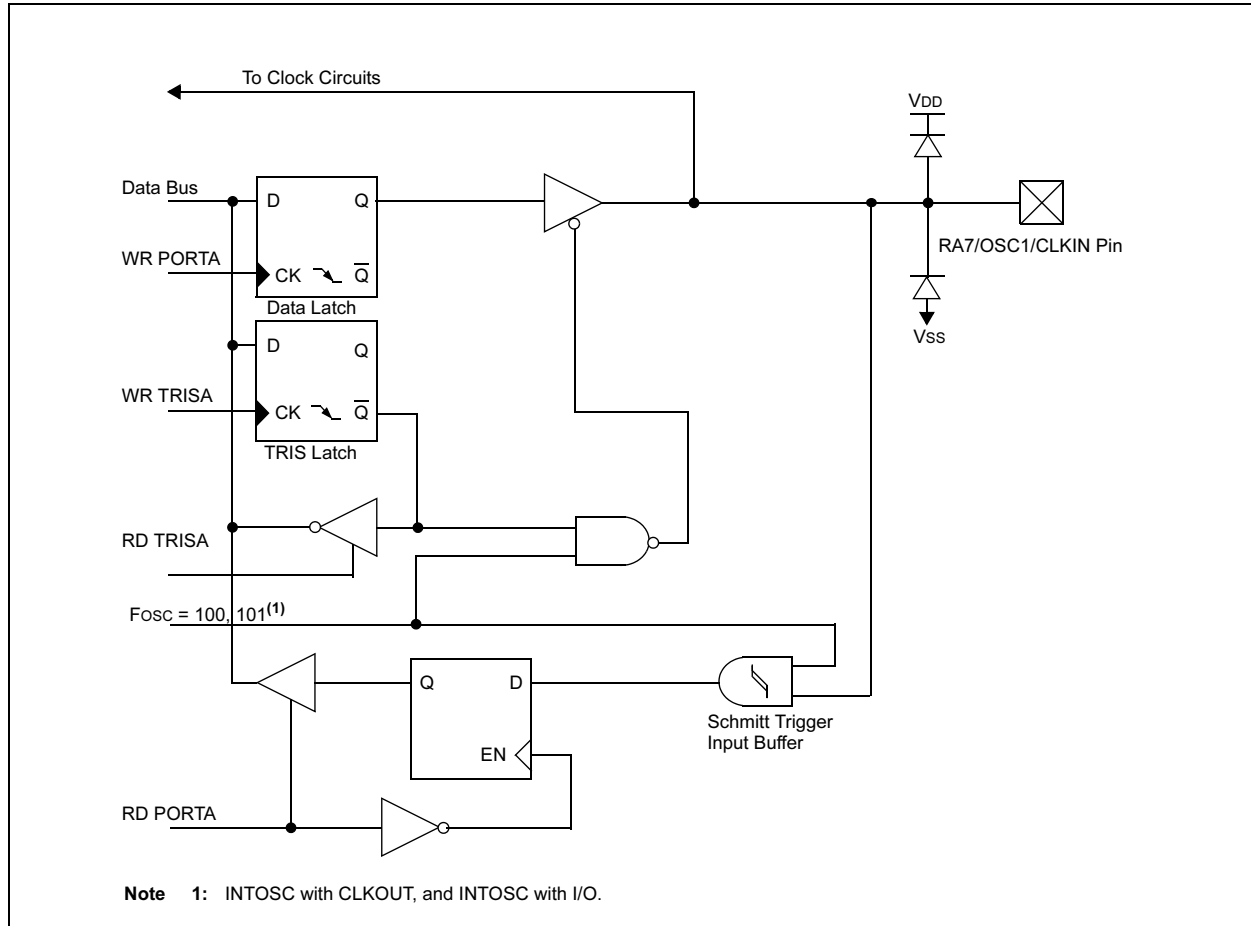 To Clock Circuits
VDD
Data Bus
D Q
RA7/OSC1/CLKIN Pin
WR PORTA
CK Q̅
Data Latch
VSS
D Q
WR TRISA
CK Q̅
TRIS Latch
RD TRISA
FOSC = 100, 101(1)
Q D
Schmitt Trigger
Input Buffer
EN
RD PORTA
Note 1: INTOSC with CLKOUT, and INTOSC with I/O.